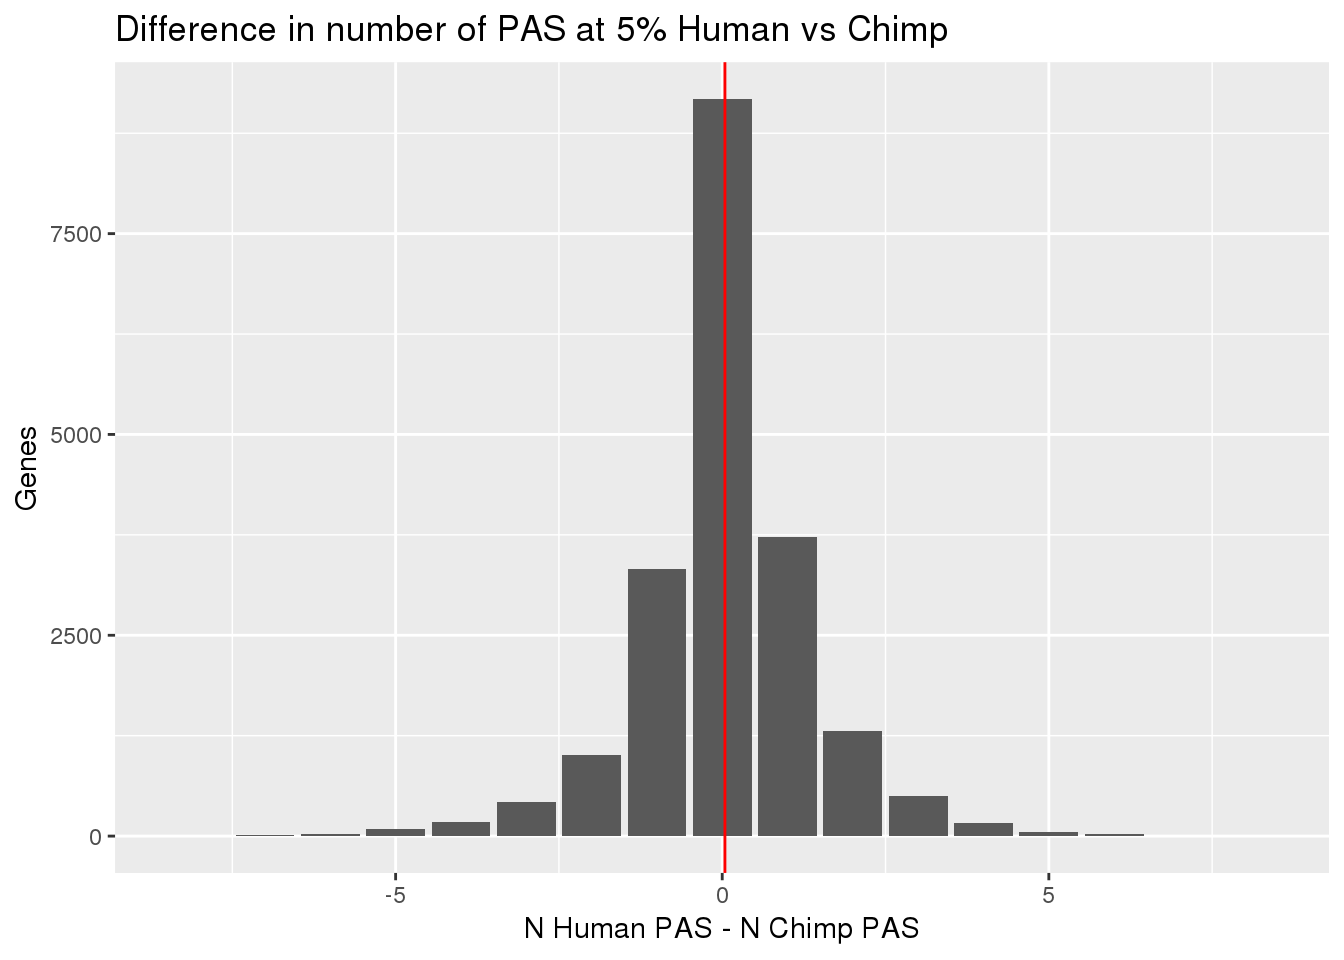 Difference in number of PAS at 5% Human vs Chimp
Genes
7500
5000
2500
0
-5 0 5
N Human PAS - N Chimp PAS